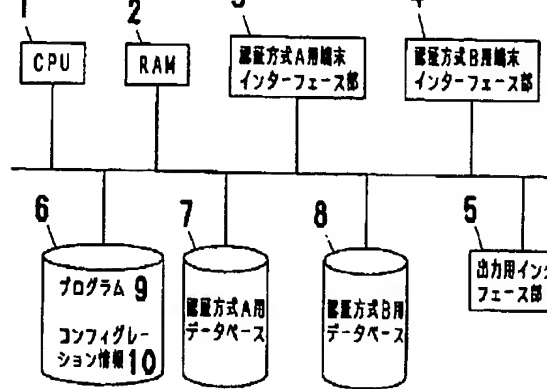 1
2
3
4
CPU
RAM
認証方式A用端末
インターフェース部
認証方式B用端末
インターフェース部
6
7
8
5
プログラム 9
コンフィグレー
ション情報 10
認証方式A用
データベース
認証方式B用
データベース
出力用インタ
フェース部